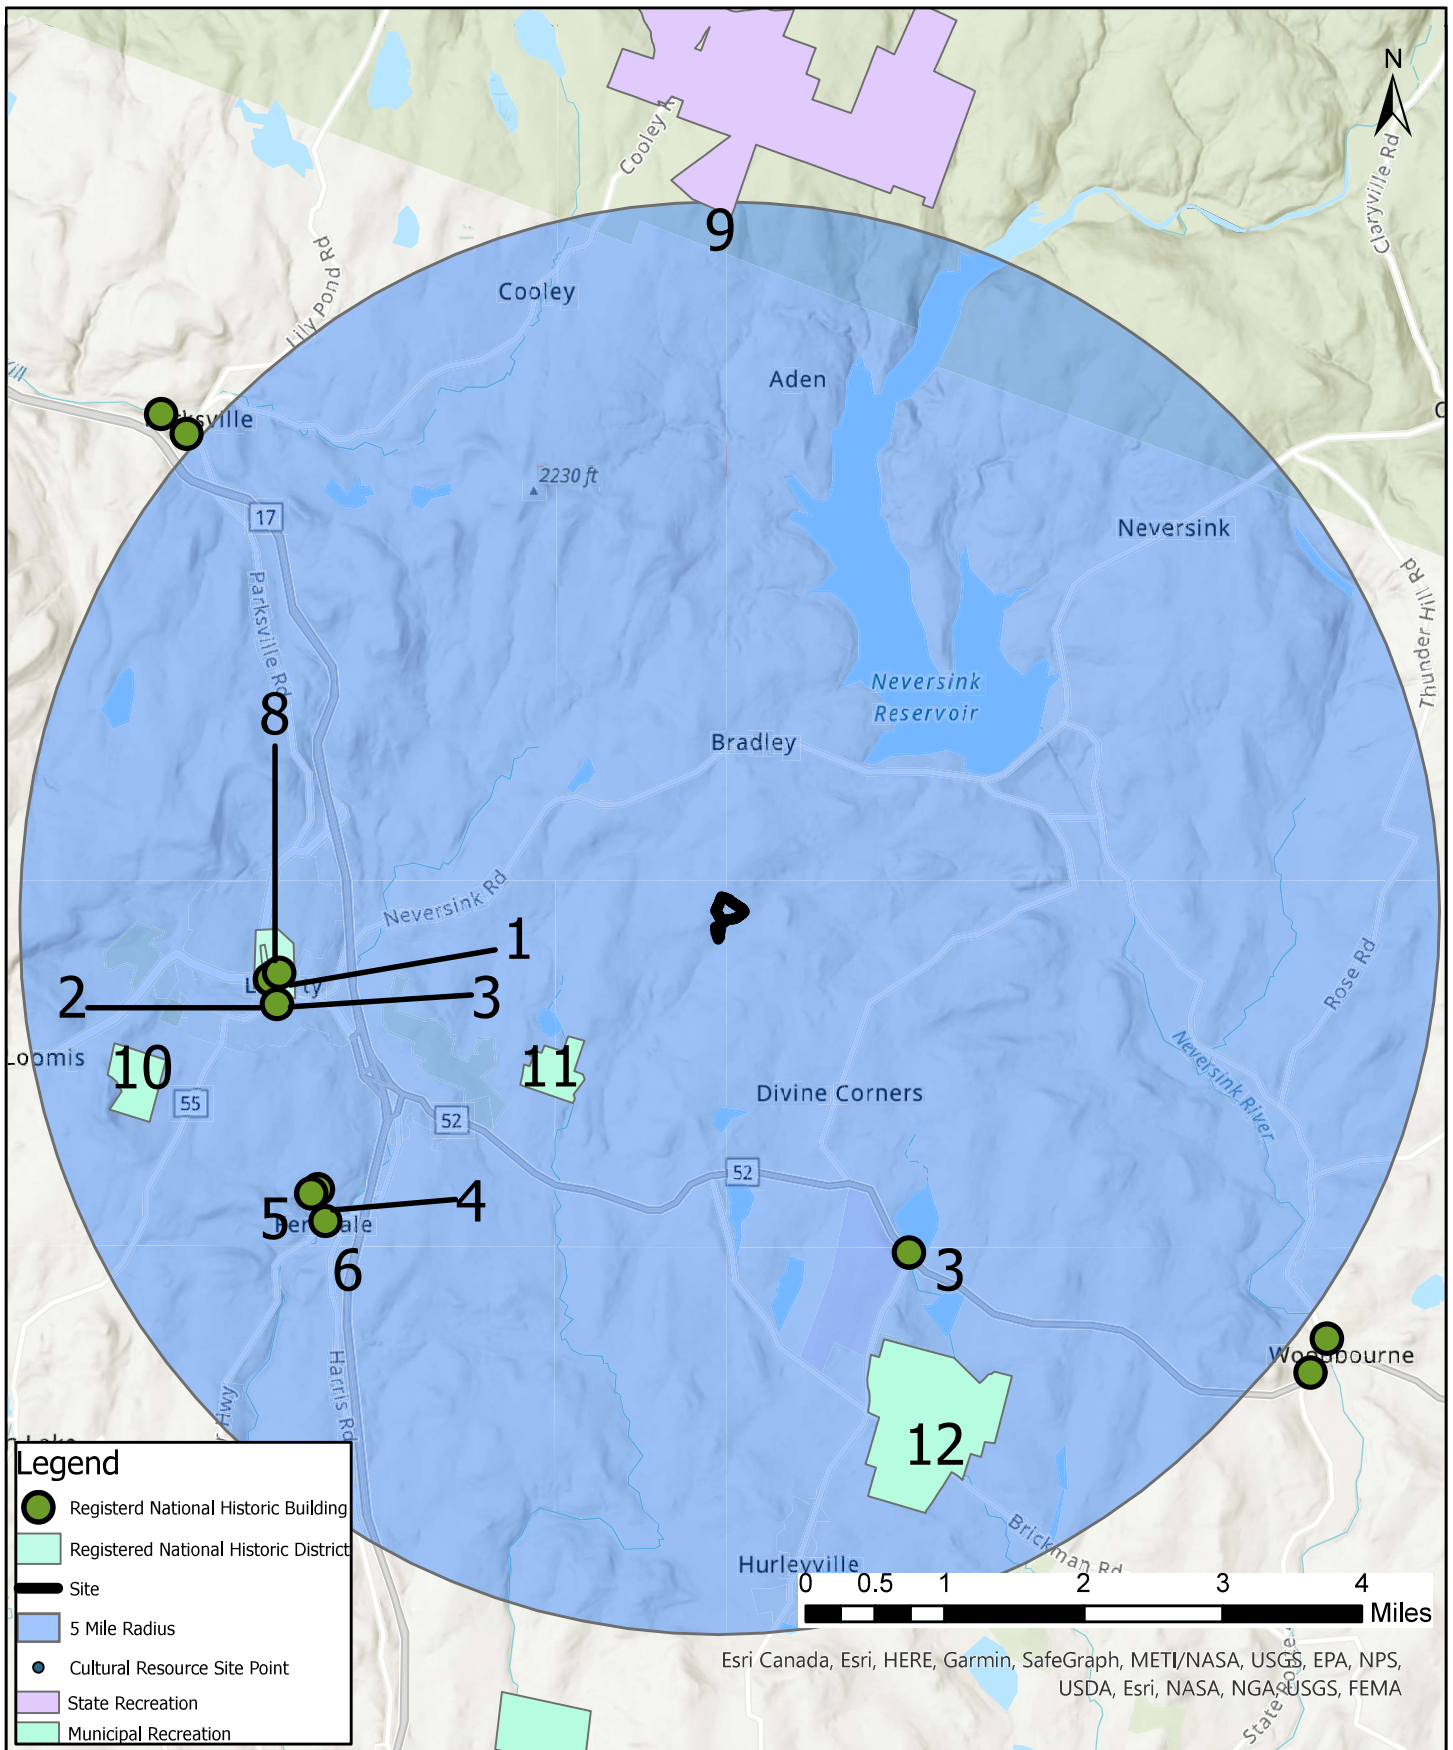 N
Cooley R
Claryville Rd
9
Lily Pond Rd
Cooley
Aden
2230 ft
17
Neversink
Parksville Rd
Thunder Hill Rd
Neversink
Reservoir
8
Bradley
Neversink Rd
1
2
3
Rose Rd
Loomis
10
11
55
Divine Corners
Neversink River
52
52
5
4
6
3
Woodbourne
Harris Rd
Hwy
12
Brickman Rd
Hurleyville
Legend
Registerd National Historic Building
Registered National Historic District
Site
5 Mile Radius
Cultural Resource Site Point
State Recreation
Municipal Recreation
0 0.5 1 2 3 4
Miles
Esri Canada, Esri, HERE, Garmin, SafeGraph, METI/NASA, USGS, EPA, NPS,
USDA, Esri, NASA, NGA, USGS, FEMA
State Route